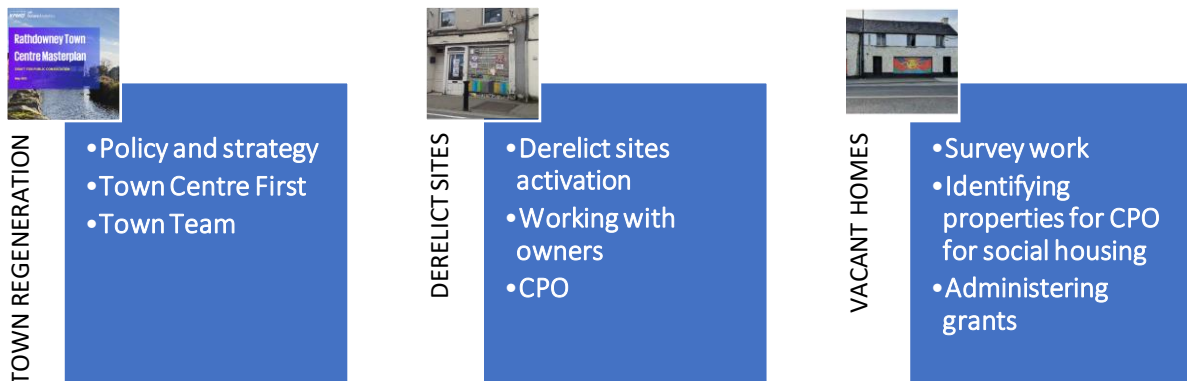 Rathdowney Town
Centre Masterplan
TOWN REGENERATION
•Policy and strategy
•Town Centre First
•Town Team
DERELICT SITES
•Derelict sites
activation
•Working with
owners
•CPO
VACANT HOMES
•Survey work
•Identifying
properties for CPO
for social housing
•Administering
grants